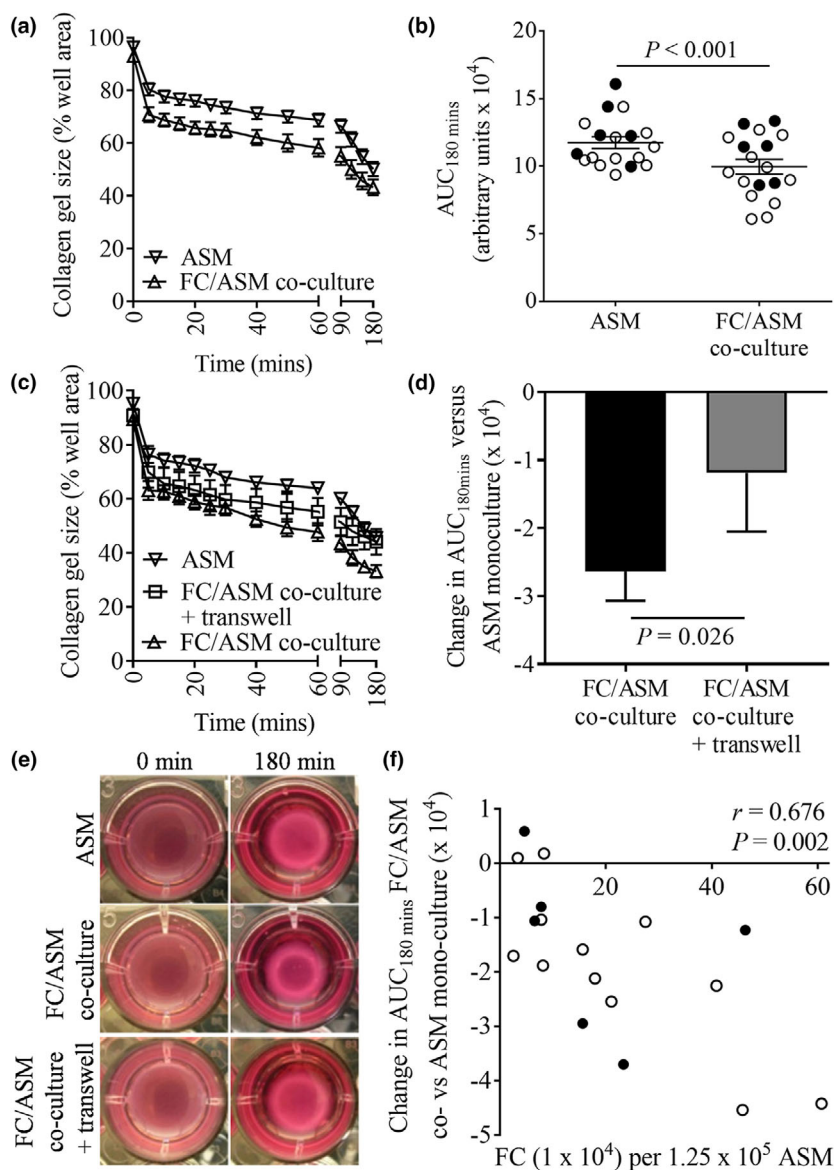 (a)
Collagen gel size (% well area)
100
80
60
40
20
0
ASM
FC/ASM co-culture
0 20 40 60 90 180
Time (mins)
(b)
AUC180 mins
(arbitrary units x 10⁴)
20
15
10
5
0
P < 0.001
ASM
FC/ASM
co-culture
(c)
Collagen gel size (% well area)
100
80
60
40
20
0
ASM
FC/ASM co-culture
+ transwell
FC/ASM co-culture
0 20 40 60 90 180
Time (mins)
(d)
Change in AUC180mins versus
ASM monoculture (x 10⁴)
0
-1
-2
-3
-4
P = 0.026
FC/ASM
co-culture
FC/ASM
co-culture
+ transwell
(e)
0 min 180 min
ASM
FC/ASM
co-culture
FC/ASM
co-culture
+ transwell
(f)
Change in AUC180 mins FC/ASM
co- vs ASM mono-culture (x 10⁴)
1
0
-1
-2
-3
-4
-5
r = 0.676
P = 0.002
20 40 60
FC (1 x 10⁴) per 1.25 x 10⁵ ASM